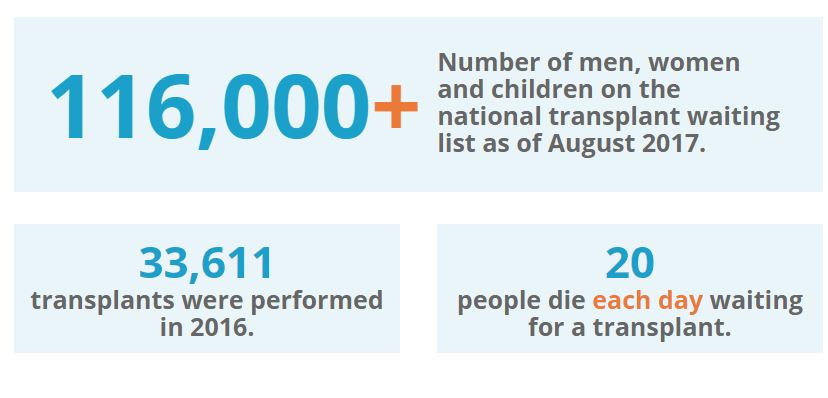 116,000+
Number of men, women
and children on the
national transplant waiting
list as of August 2017.
33,611
transplants were performed
in 2016.
20
people die each day waiting
for a transplant.